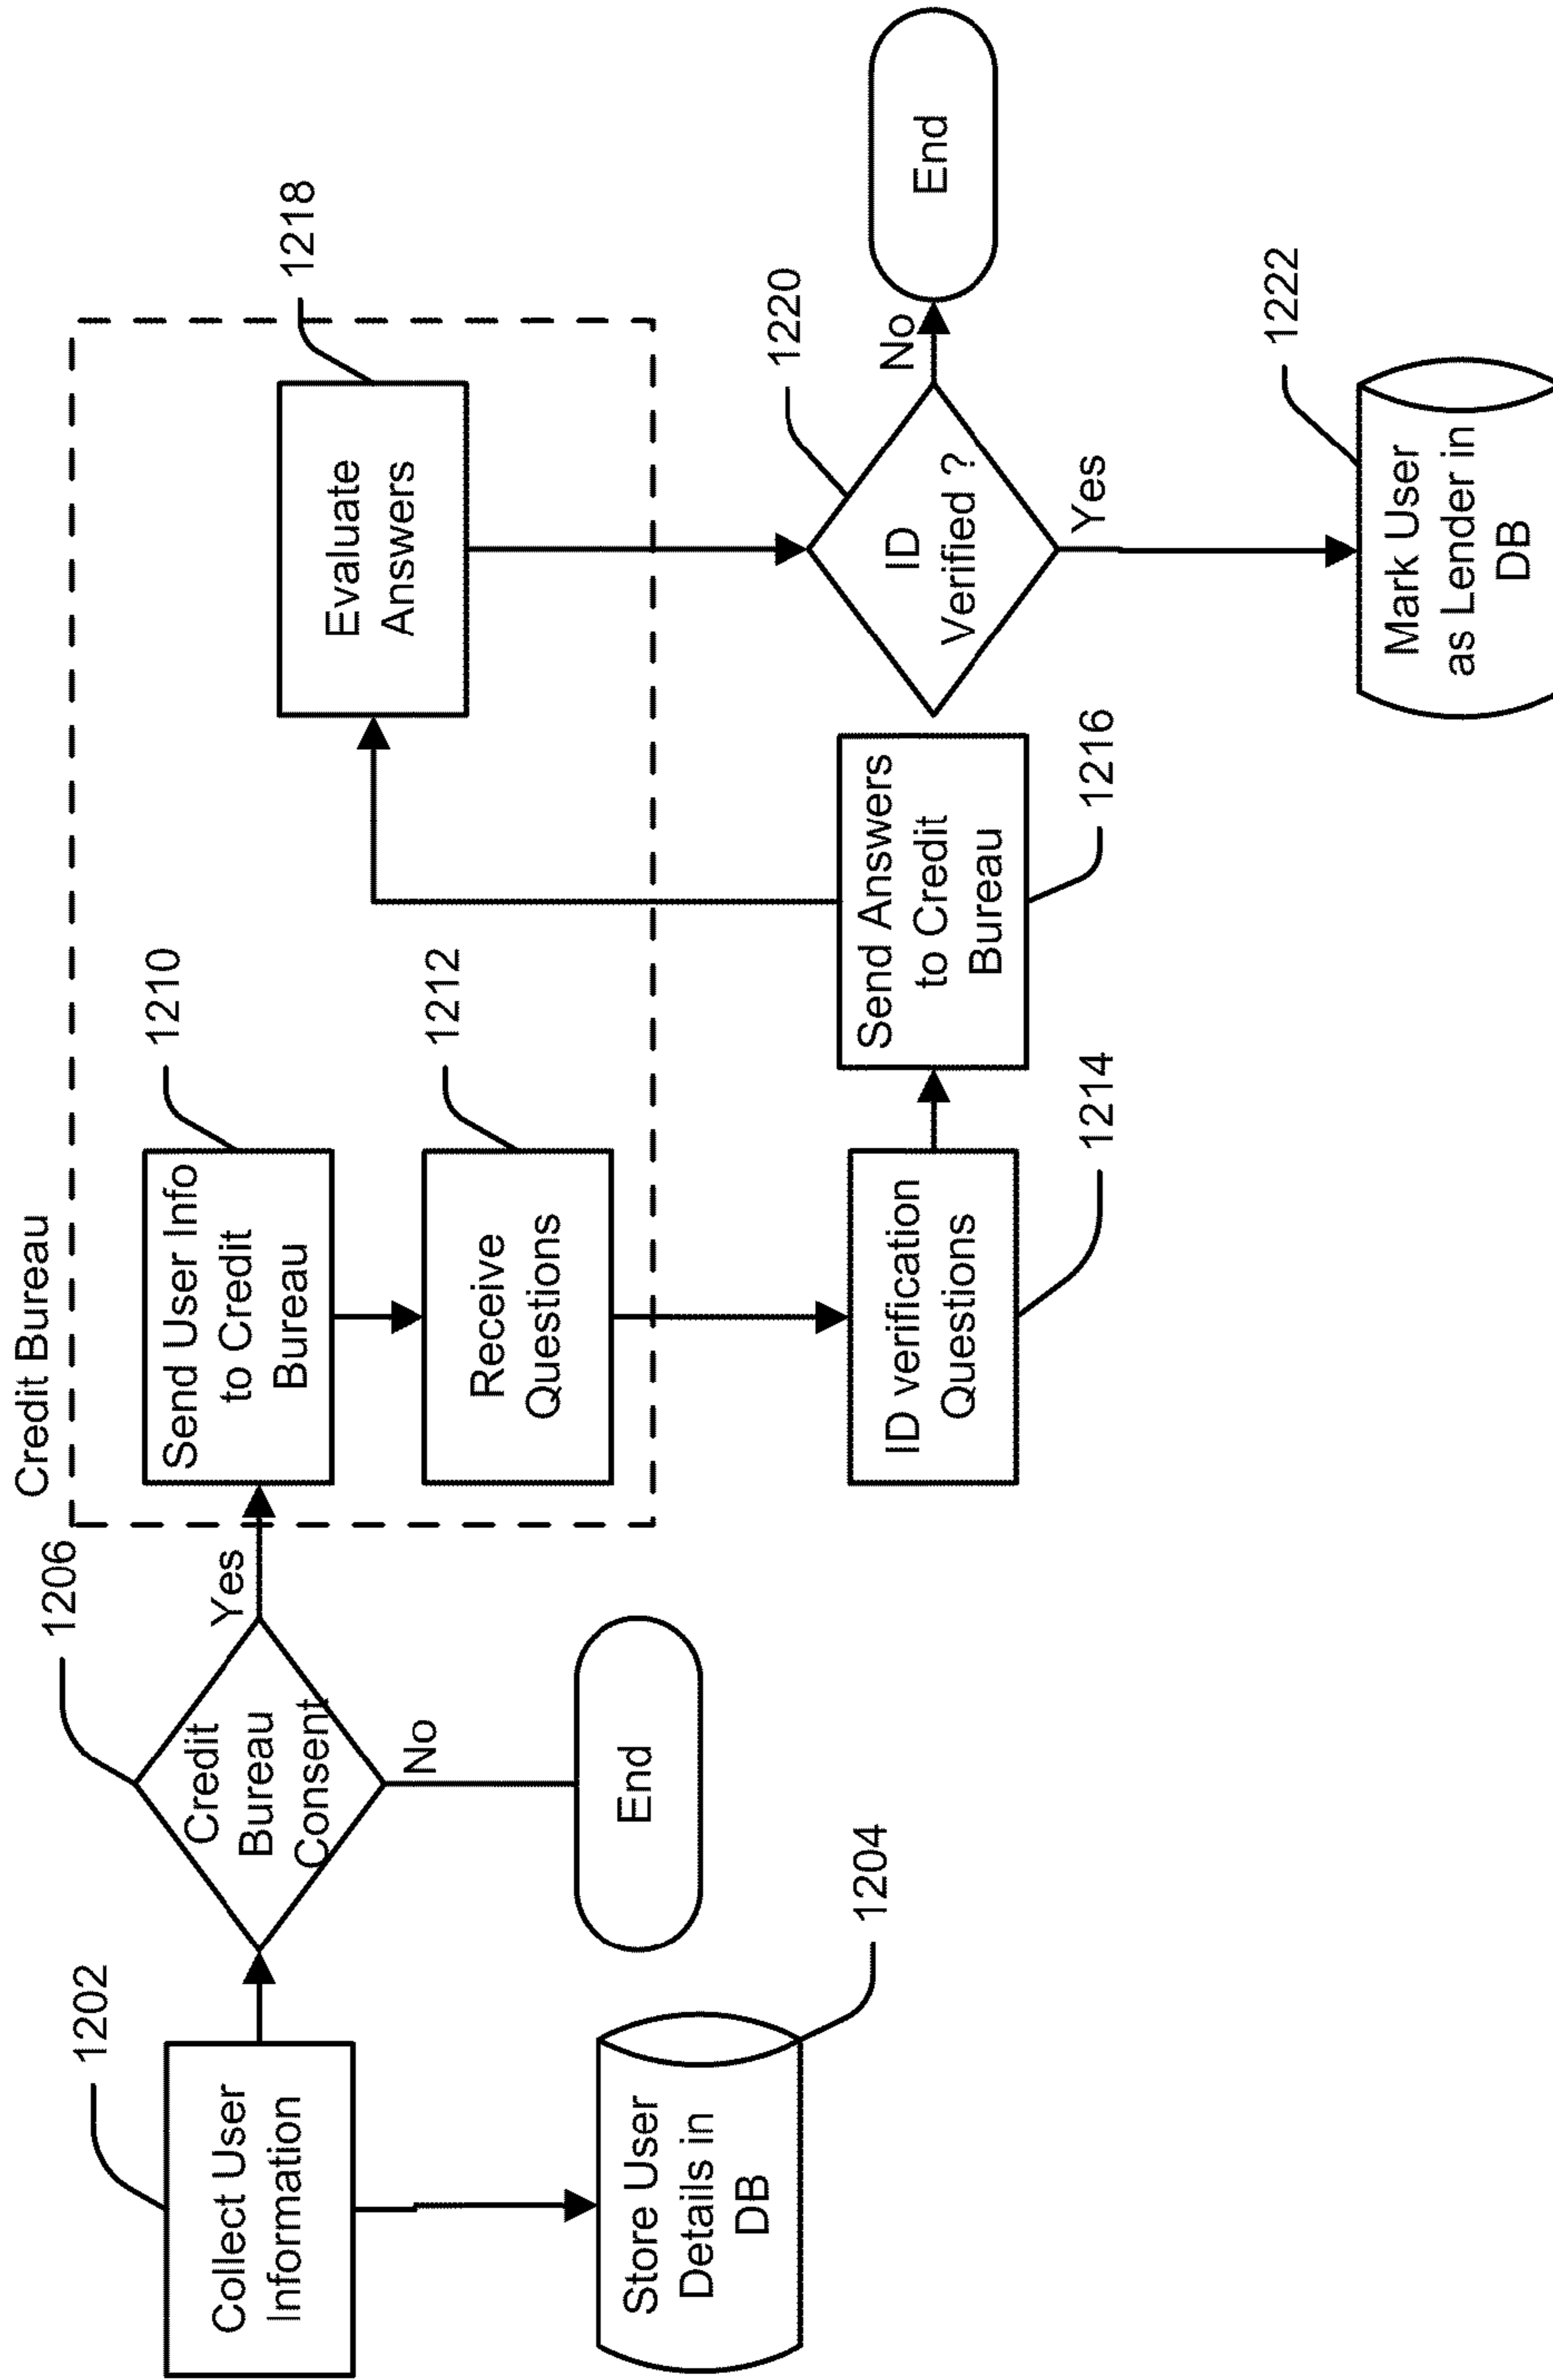 Credit Bureau
1202
Collect User
Information
1204
Store User
Details in
DB
1206
Credit
Bureau
Consent
Yes
No
End
1210
Send User Info
to Credit
Bureau
1212
Receive
Questions
1214
ID verification
Questions
1216
Send Answers
to Credit
Bureau
1218
Evaluate
Answers
1220
ID
Verified ?
No
End
Yes
1222
Mark User
as Lender in
DB